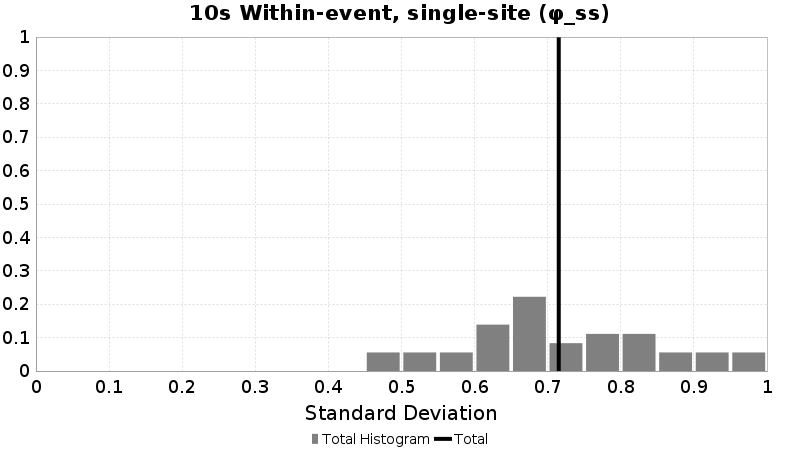 10s Within-event, single-site (φ_ss)
1
0.9
0.8
0.7
0.6
0.5
0.4
0.3
0.2
0.1
0
0 0.1 0.2 0.3 0.4 0.5 0.6 0.7 0.8 0.9 1
Standard Deviation
Total Histogram Total